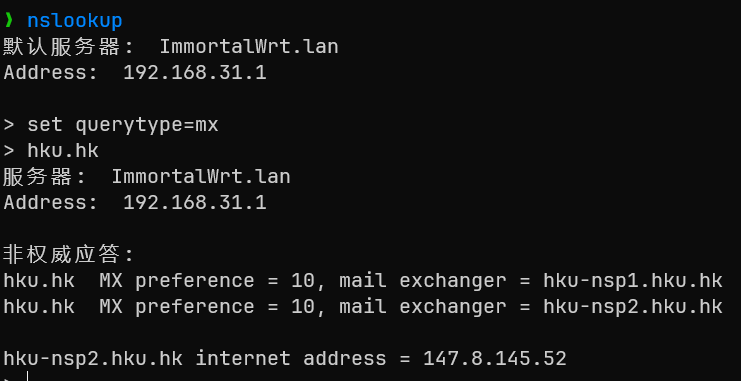 ❯ nslookup
默认服务器:  ImmortalWrt.lan
Address:  192.168.31.1
> set querytype=mx
> hku.hk
服务器:  ImmortalWrt.lan
Address:  192.168.31.1
非权威应答:
hku.hk  MX preference = 10, mail exchanger = hku-nsp1.hku.hk
hku.hk  MX preference = 10, mail exchanger = hku-nsp2.hku.hk
hku-nsp2.hku.hk internet address = 147.8.145.52
>